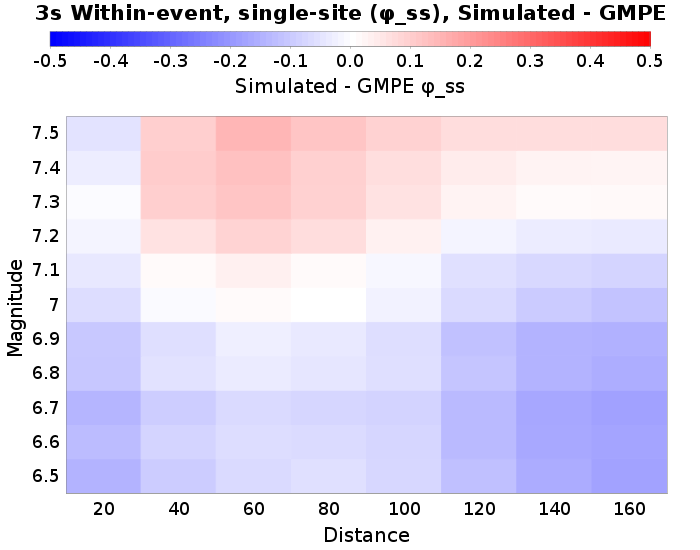 3s Within-event, single-site (φ_ss), Simulated - GMPE
-0.5 -0.4 -0.3 -0.2 -0.1 0.0 0.1 0.2 0.3 0.4 0.5
Simulated - GMPE φ_ss
Magnitude
7.5
7.4
7.3
7.2
7.1
7
6.9
6.8
6.7
6.6
6.5
20 40 60 80 100 120 140 160
Distance